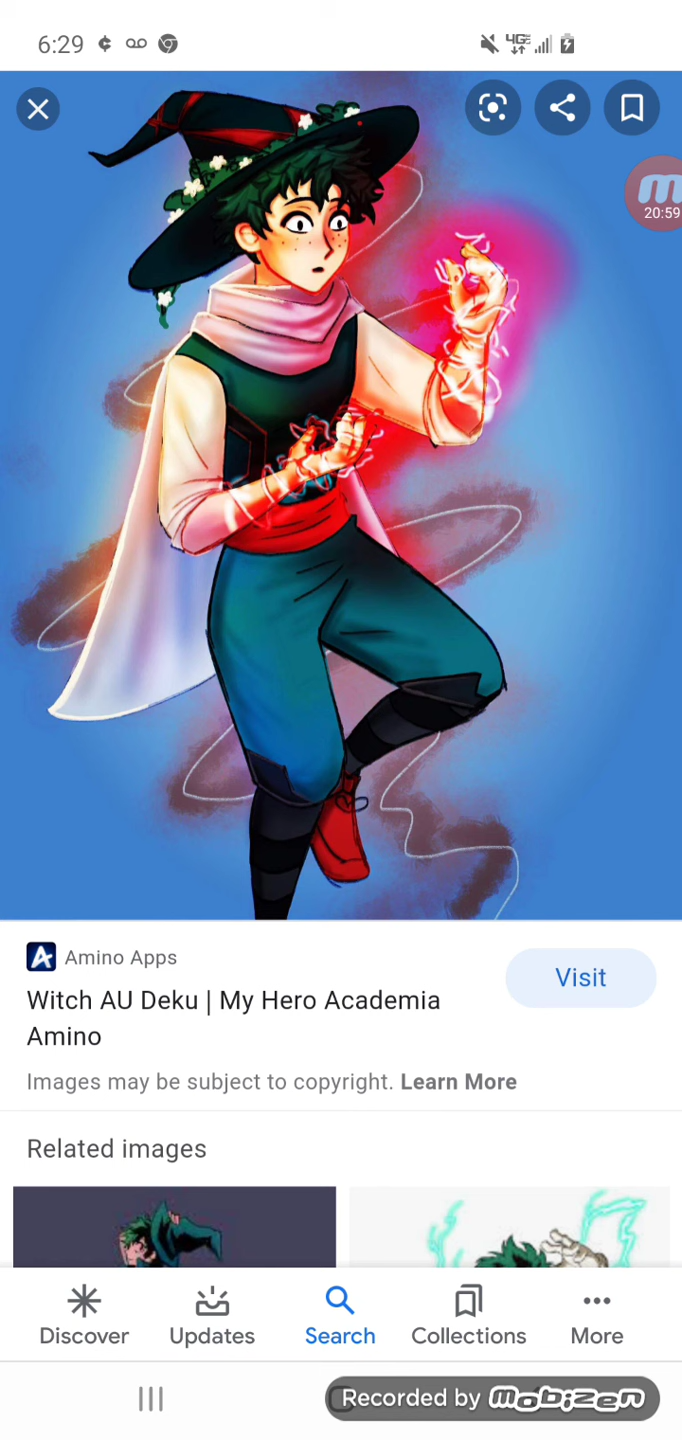 6:29
4GE
20:59
Amino Apps
Visit
Witch AU Deku | My Hero Academia
Amino
Images may be subject to copyright. Learn More
Related images
Discover
Updates
Search
Collections
More
Recorded by mobizen